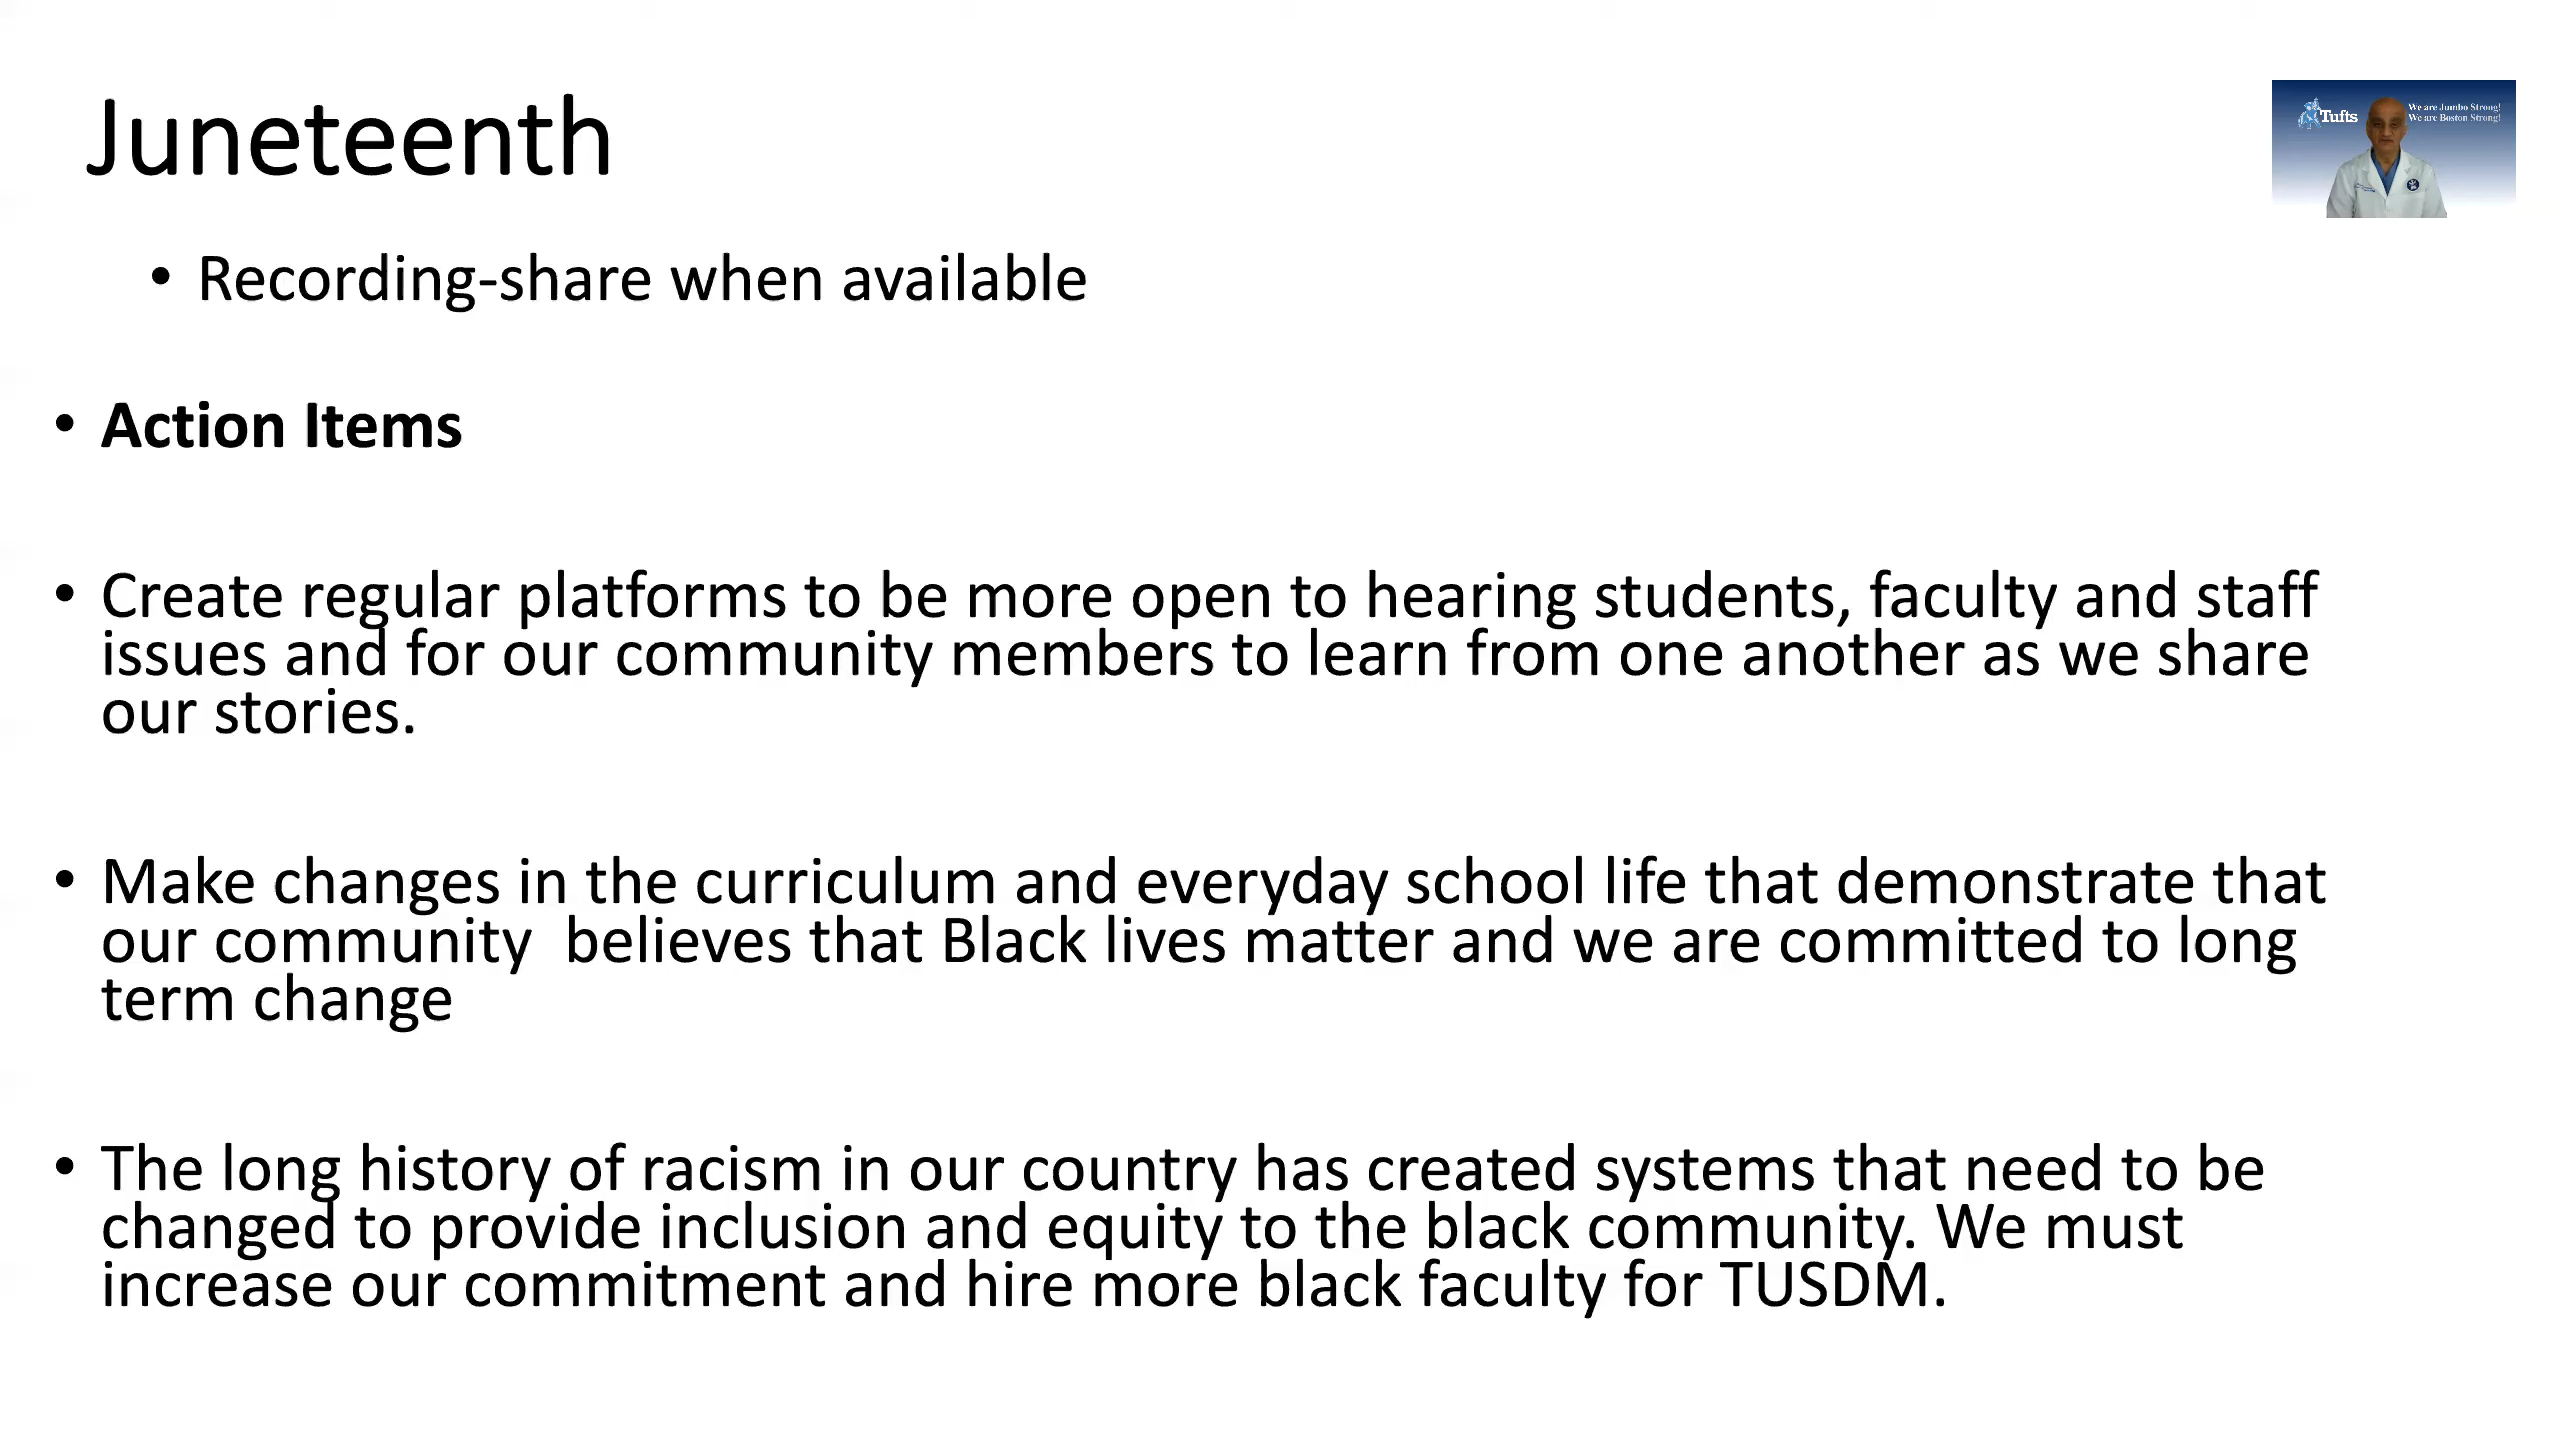 Juneteenth
Tufts
We are Jumbo Strong!
We are Boston Strong!
• Recording-share when available
• Action Items
• Create regular platforms to be more open to hearing students, faculty and staff
issues and for our community members to learn from one another as we share
our stories.
• Make changes in the curriculum and everyday school life that demonstrate that
our community  believes that Black lives matter and we are committed to long
term change
• The long history of racism in our country has created systems that need to be
changed to provide inclusion and equity to the black community. We must
increase our commitment and hire more black faculty for TUSDM.